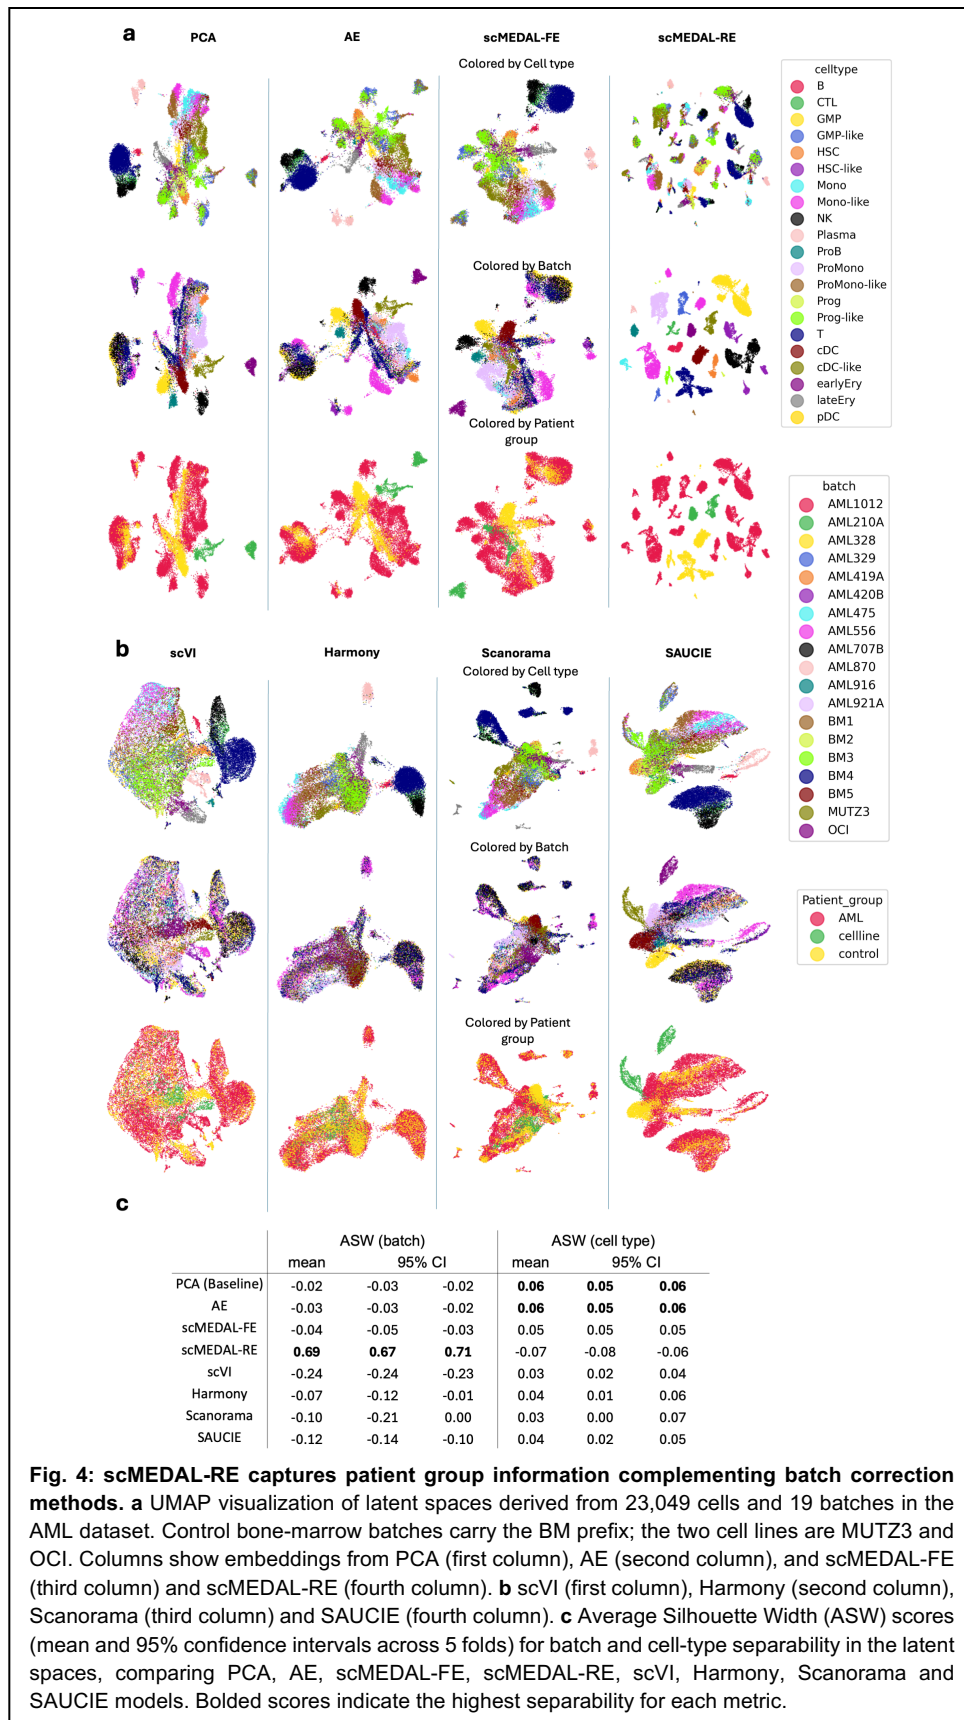 a
PCA AE scMEDAL-FE scMEDAL-RE
Colored by Cell type
celltype
B
CTL
GMP
GMP-like
HSC
HSC-like
Mono
Mono-like
NK
Plasma
ProB
ProMono
ProMono-like
Prog
Prog-like
T
cDC
cDC-like
earlyEry
lateEry
pDC
Colored by Batch
Colored by Patient
group
batch
AML1012
AML210A
AML328
AML329
AML419A
AML420B
AML475
AML556
AML707B
AML870
AML916
AML921A
BM1
BM2
BM3
BM4
BM5
MUTZ3
OCI
b
scVI Harmony Scanorama SAUCIE
Colored by Cell type
Colored by Batch
Patient_group
AML
cellline
control
Colored by Patient
group
c
ASW (batch) ASW (cell type)
mean 95% CI mean 95% CI
PCA (Baseline) -0.02 -0.03 -0.02 0.06 0.05 0.06
AE -0.03 -0.03 -0.02 0.06 0.05 0.06
scMEDAL-FE -0.04 -0.05 -0.03 0.05 0.05 0.05
scMEDAL-RE 0.69 0.67 0.71 -0.07 -0.08 -0.06
scVI -0.24 -0.24 -0.23 0.03 0.02 0.04
Harmony -0.07 -0.12 -0.01 0.04 0.01 0.06
Scanorama -0.10 -0.21 0.00 0.03 0.00 0.07
SAUCIE -0.12 -0.14 -0.10 0.04 0.02 0.05
Fig. 4: scMEDAL-RE captures patient group information complementing batch correction
methods. a UMAP visualization of latent spaces derived from 23,049 cells and 19 batches in the
AML dataset. Control bone-marrow batches carry the BM prefix; the two cell lines are MUTZ3 and
OCI. Columns show embeddings from PCA (first column), AE (second column), and scMEDAL-FE
(third column) and scMEDAL-RE (fourth column). b scVI (first column), Harmony (second column),
Scanorama (third column) and SAUCIE (fourth column). c Average Silhouette Width (ASW) scores
(mean and 95% confidence intervals across 5 folds) for batch and cell-type separability in the latent
spaces, comparing PCA, AE, scMEDAL-FE, scMEDAL-RE, scVI, Harmony, Scanorama and
SAUCIE models. Bolded scores indicate the highest separability for each metric.